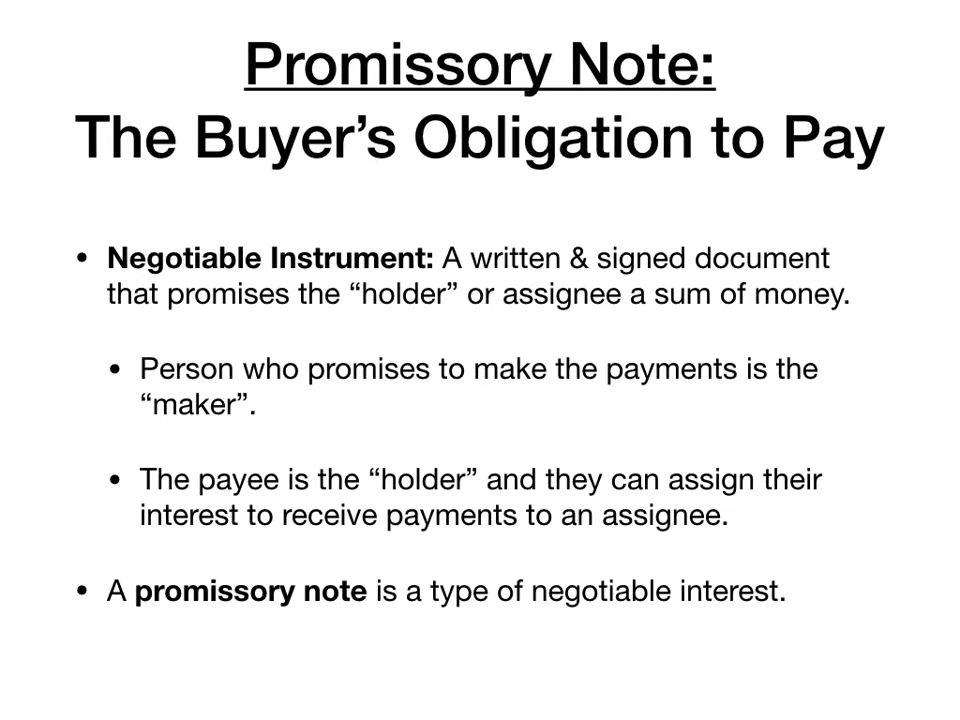 Promissory Note:
The Buyer’s Obligation to Pay
• Negotiable Instrument: A written & signed document
that promises the “holder” or assignee a sum of money.
• Person who promises to make the payments is the
“maker”.
• The payee is the “holder” and they can assign their
interest to receive payments to an assignee.
• A promissory note is a type of negotiable interest.